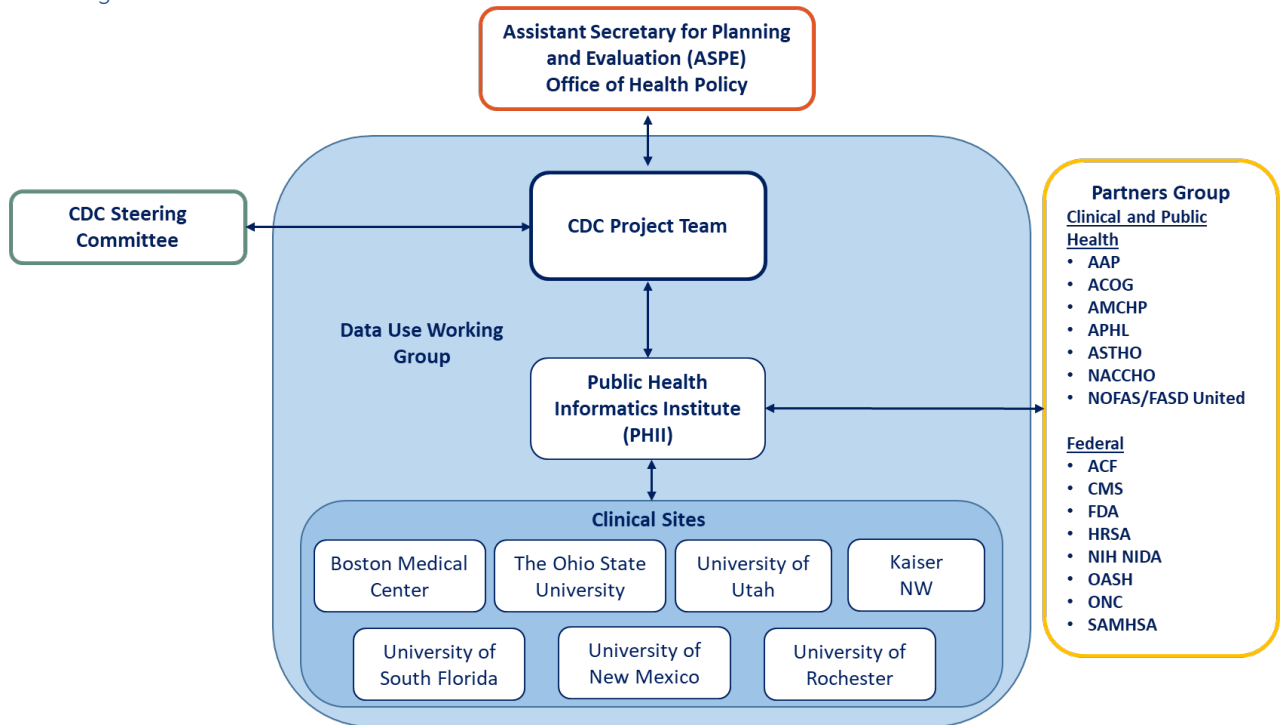 Assistant Secretary for Planning
and Evaluation (ASPE)
Office of Health Policy
CDC Steering
Committee
CDC Project Team
Data Use Working
Group
Public Health
Informatics Institute
(PHII)
Partners Group
Clinical and Public
Health
• AAP
• ACOG
• AMCHP
• APHL
• ASTHO
• NACCHO
• NOFAS/FASD United
Federal
• ACF
• CMS
• FDA
• HRSA
• NIH NIDA
• OASH
• ONC
• SAMHSA
Clinical Sites
Boston Medical
Center
The Ohio State
University
University of
Utah
Kaiser
NW
University of
South Florida
University of
New Mexico
University of
Rochester